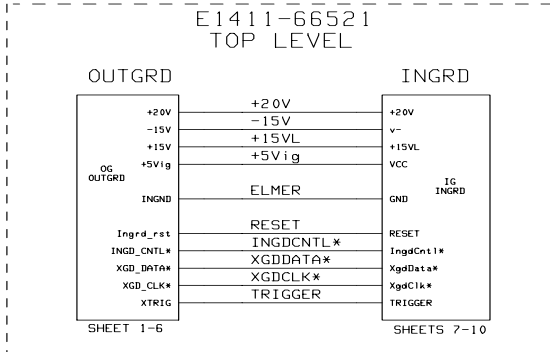 E1411-66521
TOP LEVEL
OUTGRD
INGRD
+20V
+20V
+20V
-15V
-15V
v-
+15V
+15VL
+15VL
+5Vig
+5Vig
VCC
OG
OUTGRD
IG
INGRD
INGND
ELMER
GND
Ingrd_rst
RESET
RESET
INGD_CNTL*
INGDCNTL*
IngdCntl*
XGD_DATA*
XGDDATA*
XgdData*
XGD_CLK*
XGDCLK*
XgdClk*
XTRIG
TRIGGER
TRIGGER
SHEET 1-6
SHEETS 7-10